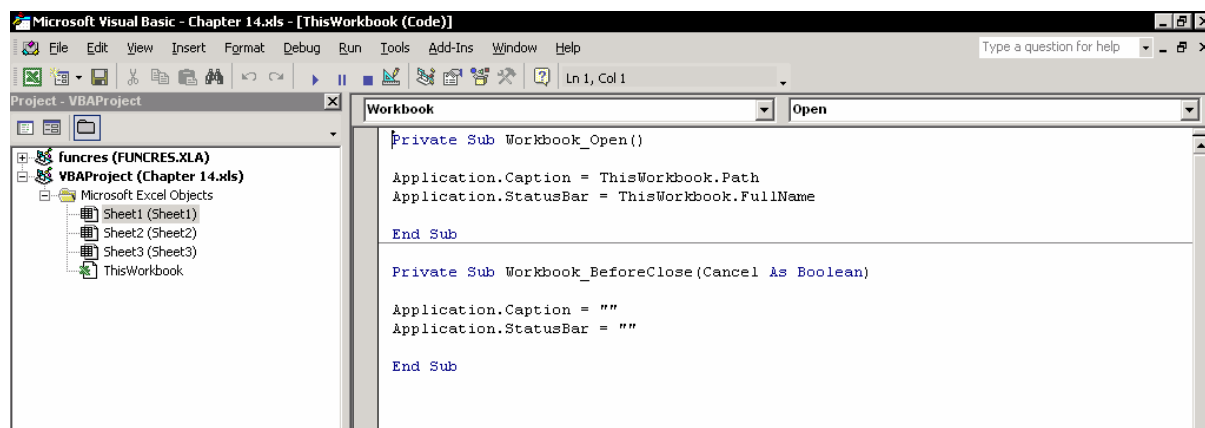 Microsoft Visual Basic - Chapter 14.xls - [ThisWorkbook (Code)]
File Edit View Insert Format Debug Run Tools Add-Ins Window Help
Type a question for help
Ln 1, Col 1
Project - VBAProject
funcres (FUNCRES.XLA)
VBAProject (Chapter 14.xls)
Microsoft Excel Objects
Sheet1 (Sheet1)
Sheet2 (Sheet2)
Sheet3 (Sheet3)
ThisWorkbook
Workbook
Open
Private Sub Workbook_Open()
Application.Caption = ThisWorkbook.Path
Application.StatusBar = ThisWorkbook.FullName
End Sub
Private Sub Workbook_BeforeClose(Cancel As Boolean)
Application.Caption = ""
Application.StatusBar = ""
End Sub